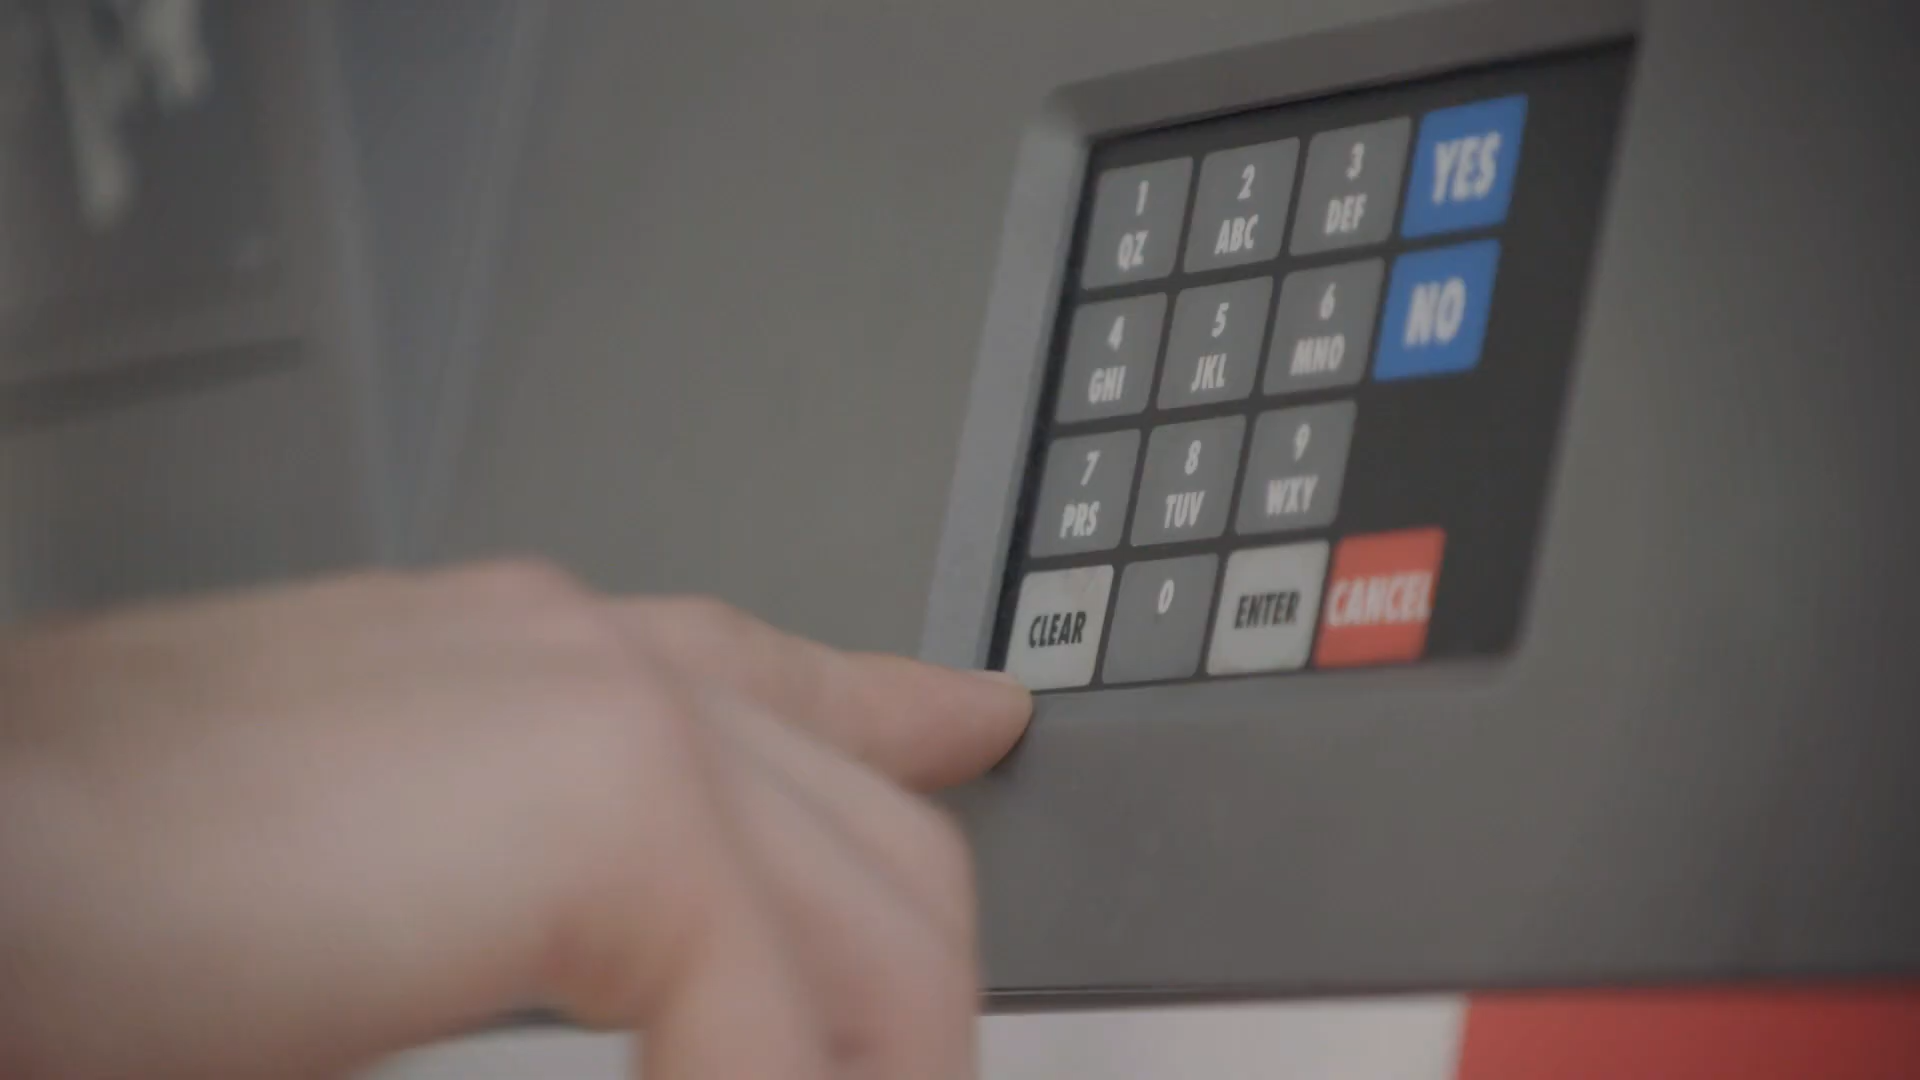 1
QZ
2
ABC
3
DEF
YES
4
GHI
5
JKL
6
MNO
NO
7
PRS
8
TUV
9
WXY
CLEAR
0
ENTER
CANCEL